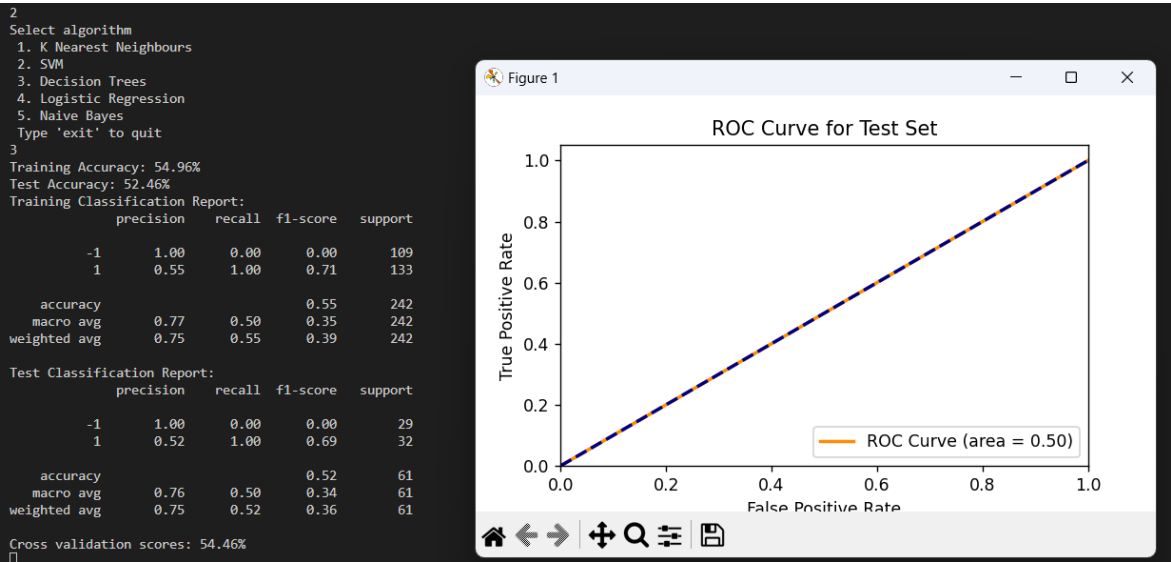 2
Select algorithm
1. K Nearest Neighbours
2. SVM
3. Decision Trees
4. Logistic Regression
5. Naive Bayes
Type 'exit' to quit
3
Training Accuracy: 54.96%
Test Accuracy: 52.46%
Training Classification Report:
precision recall f1-score support
-1 1.00 0.00 0.00 109
1 0.55 1.00 0.71 133
accuracy 0.55 242
macro avg 0.77 0.50 0.35 242
weighted avg 0.75 0.55 0.39 242
Test Classification Report:
precision recall f1-score support
-1 1.00 0.00 0.00 29
1 0.52 1.00 0.69 32
accuracy 0.52 61
macro avg 0.76 0.50 0.34 61
weighted avg 0.75 0.52 0.36 61
Cross validation scores: 54.46%
Figure 1
ROC Curve for Test Set
True Positive Rate
1.0
0.8
0.6
0.4
0.2
0.0
ROC Curve (area = 0.50)
0.0 0.2 0.4 0.6 0.8 1.0
False Positive Rate